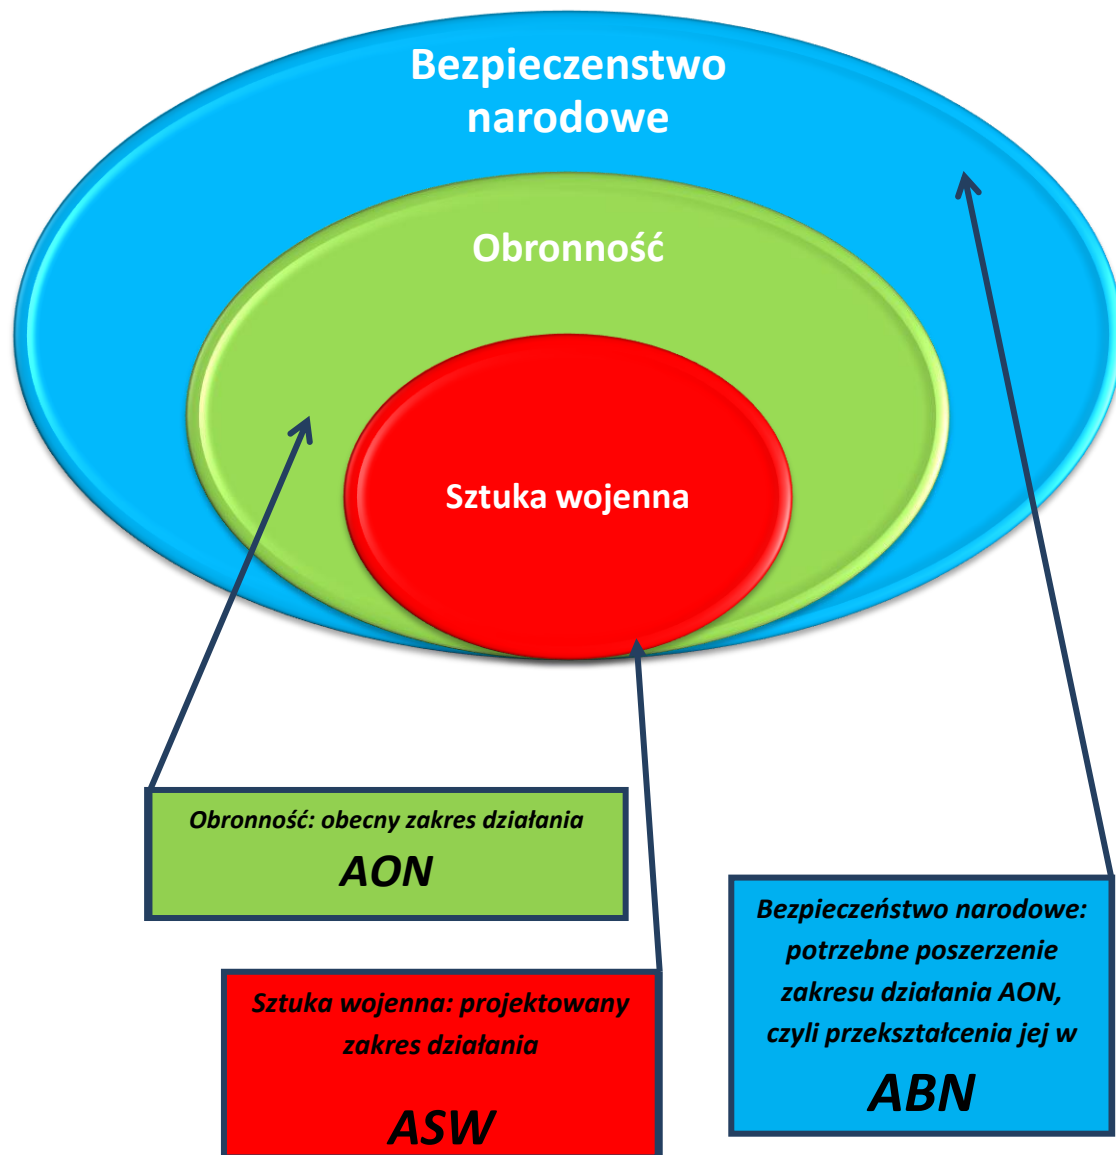 Bezpieczenstwo
narodowe
Obronność
Sztuka wojenna
Obronność: obecny zakres działania
AON
Sztuka wojenna: projektowany
zakres działania
ASW
Bezpieczeństwo narodowe:
potrzebne poszerzenie
zakresu działania AON,
czyli przekształcenia jej w
ABN